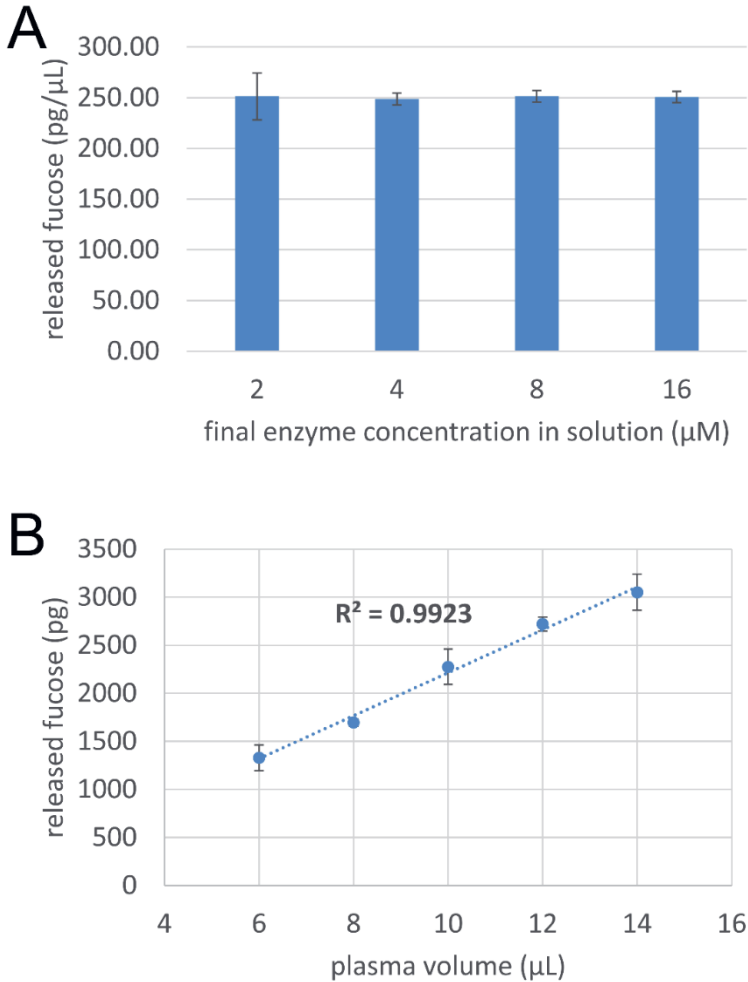 A
released fucose (pg/µL)
300.00
250.00
200.00
150.00
100.00
50.00
0.00
2 4 8 16
final enzyme concentration in solution (µM)
B
released fucose (pg)
3500
3000
2500
2000
1500
1000
500
0
R² = 0.9923
4 6 8 10 12 14 16
plasma volume (µL)